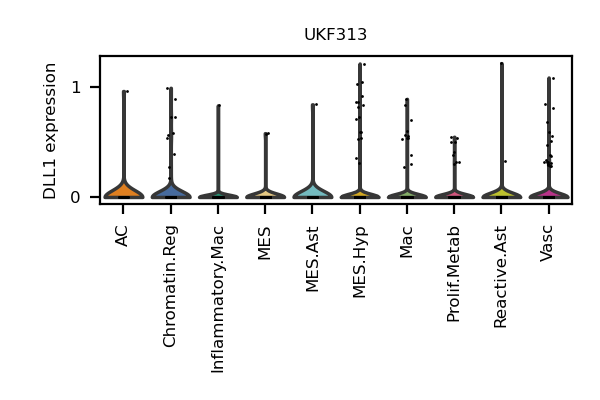 UKF313
DLL1 expression
1
0
AC
Chromatin.Reg
Inflammatory.Mac
MES
MES.Ast
MES.Hyp
Mac
Prolif.Metab
Reactive.Ast
Vasc